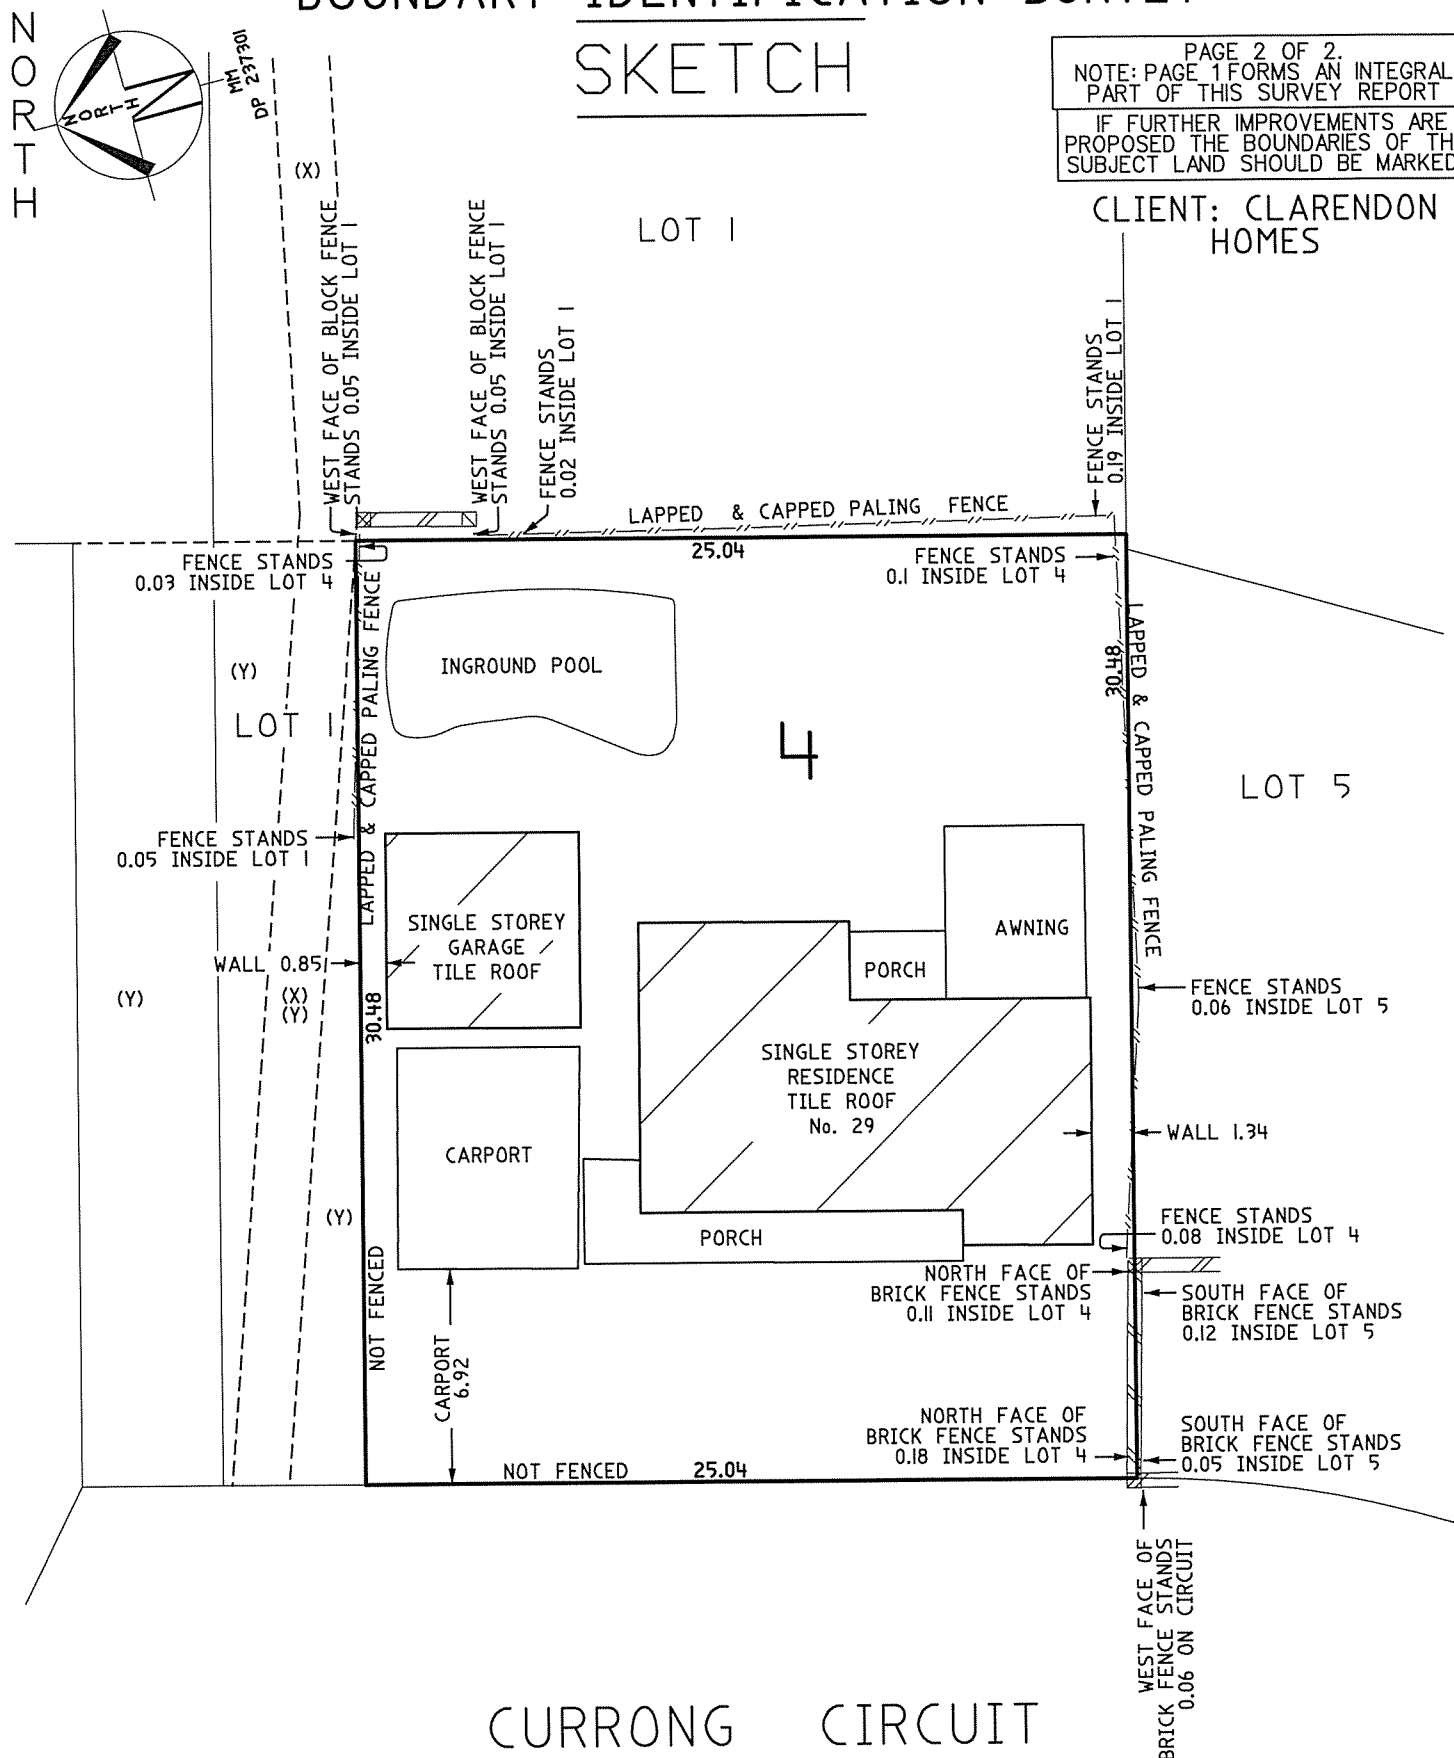 BOUNDARY IDENTIFICATION SURVEY
SKETCH
NORTH
NORTH
MM
DP 237301
PAGE 2 OF 2.
NOTE: PAGE 1 FORMS AN INTEGRAL
PART OF THIS SURVEY REPORT
IF FURTHER IMPROVEMENTS ARE
PROPOSED THE BOUNDARIES OF TH
SUBJECT LAND SHOULD BE MARKED
CLIENT: CLARENDON
HOMES
(X)
LOT 1
WEST FACE OF BLOCK FENCE
STANDS 0.05 INSIDE LOT 1
WEST FACE OF BLOCK FENCE
STANDS 0.05 INSIDE LOT 1
FENCE STANDS
0.02 INSIDE LOT 1
FENCE STANDS
0.19 INSIDE LOT 1
LAPPED & CAPPED PALING FENCE
25.04
FENCE STANDS
0.03 INSIDE LOT 4
FENCE STANDS
0.1 INSIDE LOT 4
LAPPED & CAPPED PALING FENCE
INGROUND POOL
30.48
LAPPED & CAPPED PALING FENCE
(Y)
LOT 1
4
LOT 5
FENCE STANDS
0.05 INSIDE LOT 1
SINGLE STOREY
GARAGE
TILE ROOF
AWNING
PORCH
WALL 0.85
(Y)
(X)
(Y)
30.48
FENCE STANDS
0.06 INSIDE LOT 5
SINGLE STOREY
RESIDENCE
TILE ROOF
No. 29
WALL 1.34
CARPORT
(Y)
PORCH
FENCE STANDS
0.08 INSIDE LOT 4
NOT FENCED
CARPORT
6.92
NORTH FACE OF
BRICK FENCE STANDS
0.11 INSIDE LOT 4
SOUTH FACE OF
BRICK FENCE STANDS
0.12 INSIDE LOT 5
NORTH FACE OF
BRICK FENCE STANDS
0.18 INSIDE LOT 4
SOUTH FACE OF
BRICK FENCE STANDS
0.05 INSIDE LOT 5
NOT FENCED 25.04
WEST FACE OF
BRICK FENCE STANDS
0.06 ON CIRCUIT
CURRONG CIRCUIT